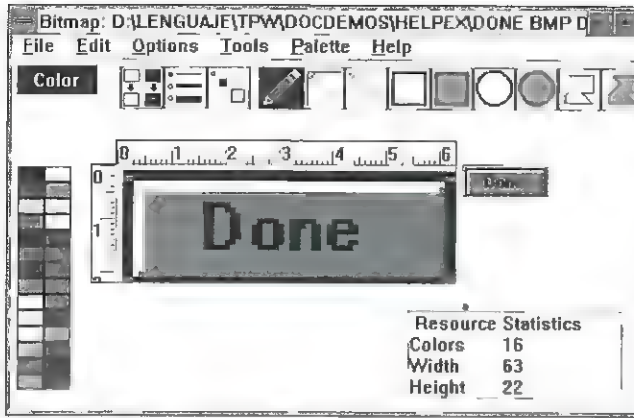 Bitmap: D:\LENGUAJE\TPW\DOCDEMOS\HELPEX\DONE BMP D
File Edit Options Tools Palette Help
Color
0 1 2 3 4 5 6
0
1
Done
Done
Resource Statistics
Colors 16
Width 63
Height 22